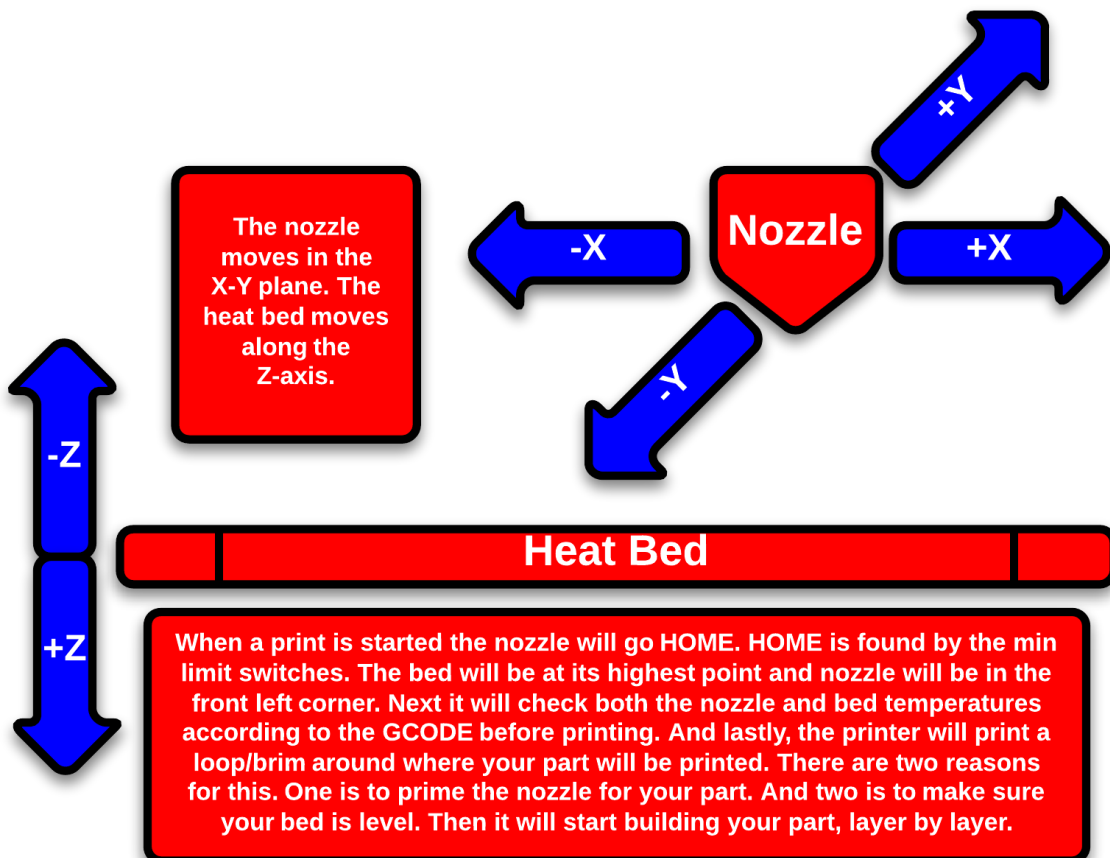 +Y
The nozzle
moves in the
X-Y plane. The
heat bed moves
along the
Z-axis.
-X
Nozzle
+X
-Y
-Z
+Z
Heat Bed
When a print is started the nozzle will go HOME. HOME is found by the min
limit switches. The bed will be at its highest point and nozzle will be in the
front left corner. Next it will check both the nozzle and bed temperatures
according to the GCODE before printing. And lastly, the printer will print a
loop/brim around where your part will be printed. There are two reasons
for this. One is to prime the nozzle for your part. And two is to make sure
your bed is level. Then it will start building your part, layer by layer.